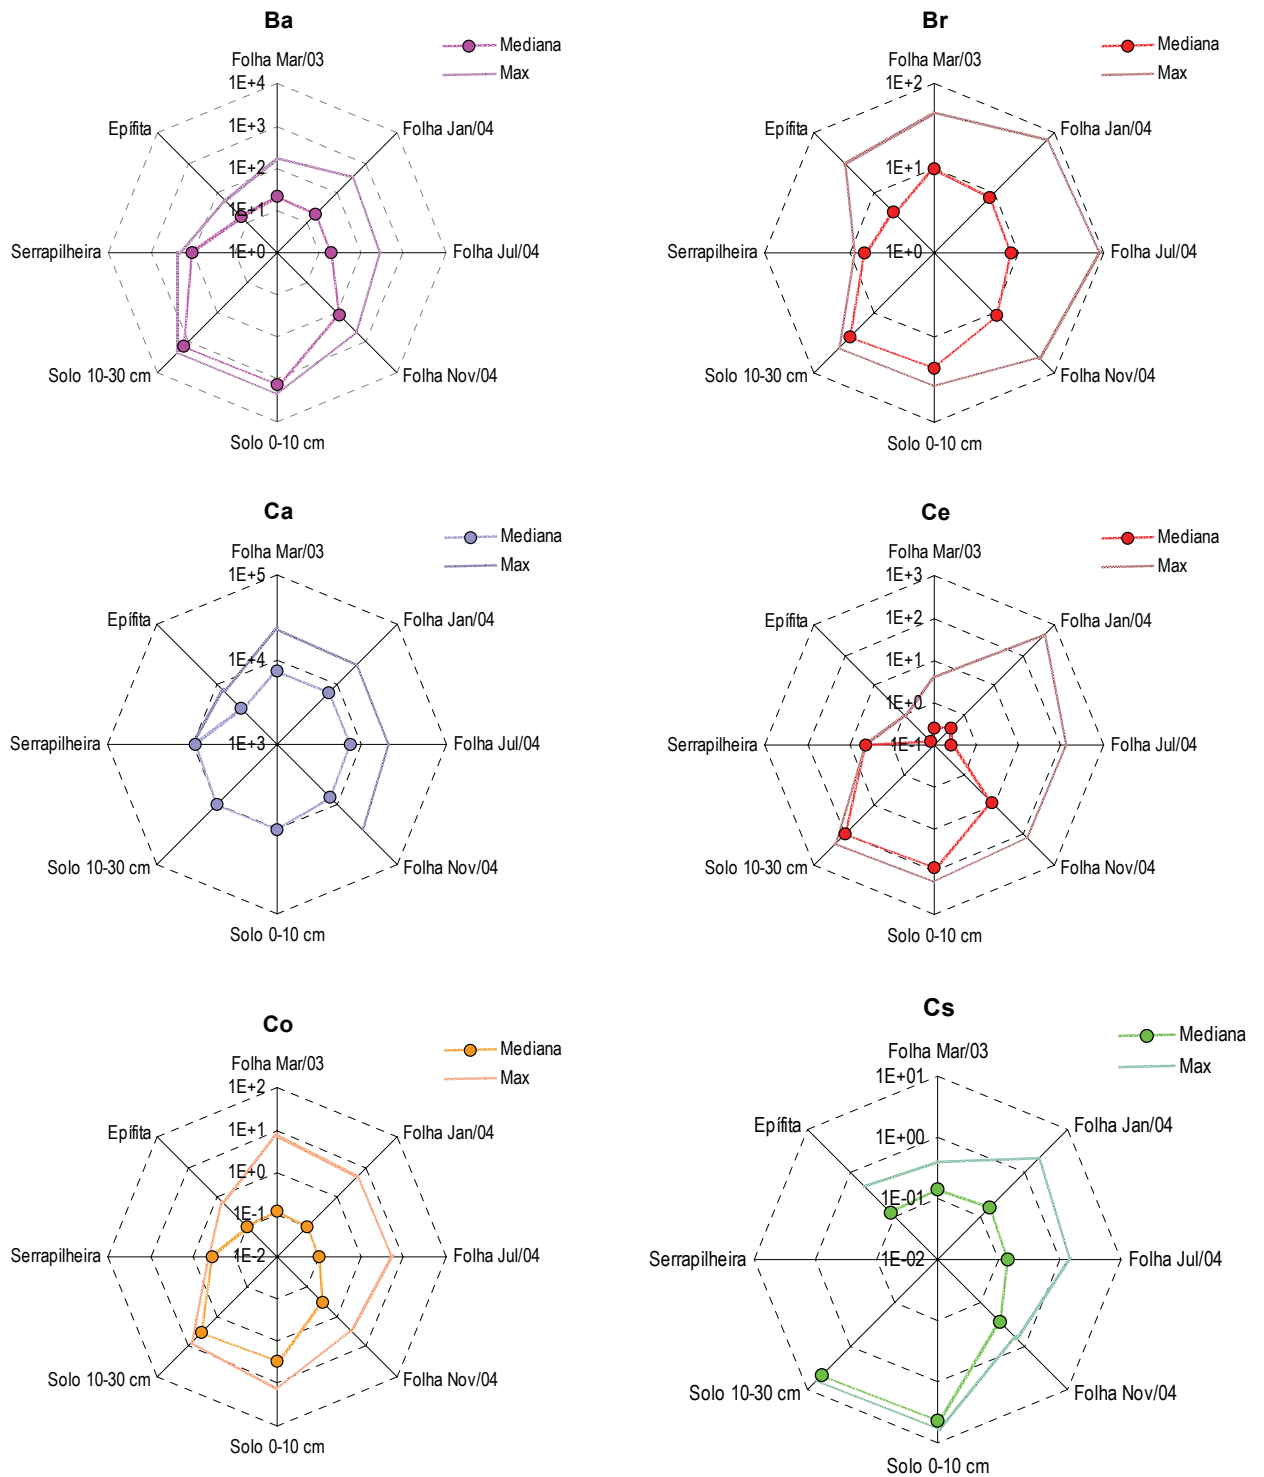 Ba
Mediana
Max
Folha Mar/03
1E+4
1E+3
1E+2
1E+1
1E+0
Folha Jan/04
Folha Jul/04
Folha Nov/04
Solo 0-10 cm
Solo 10-30 cm
Serrapilheira
Epífita
Br
Mediana
Max
Folha Mar/03
1E+2
1E+1
1E+0
Folha Jan/04
Folha Jul/04
Folha Nov/04
Solo 0-10 cm
Solo 10-30 cm
Serrapilheira
Epífita
Ca
Mediana
Max
Folha Mar/03
1E+5
1E+4
1E+3
Folha Jan/04
Folha Jul/04
Folha Nov/04
Solo 0-10 cm
Solo 10-30 cm
Serrapilheira
Epífita
Ce
Mediana
Max
Folha Mar/03
1E+3
1E+2
1E+1
1E+0
1E-1
Folha Jan/04
Folha Jul/04
Folha Nov/04
Solo 0-10 cm
Solo 10-30 cm
Serrapilheira
Epífita
Co
Mediana
Max
Folha Mar/03
1E+2
1E+1
1E+0
1E-1
1E-2
Folha Jan/04
Folha Jul/04
Folha Nov/04
Solo 0-10 cm
Solo 10-30 cm
Serrapilheira
Epífita
Cs
Mediana
Max
Folha Mar/03
1E+01
1E+00
1E-01
1E-02
Folha Jan/04
Folha Jul/04
Folha Nov/04
Solo 0-10 cm
Solo 10-30 cm
Serrapilheira
Epífita